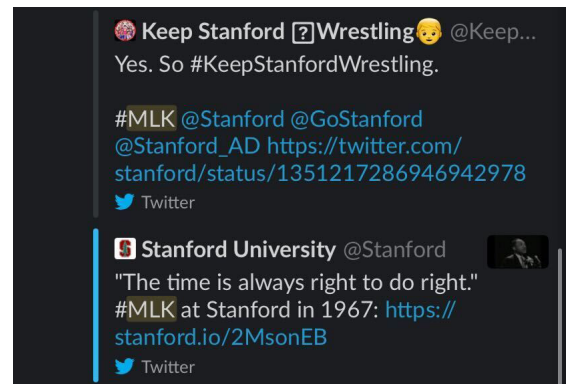 Keep Stanford Wrestling @Keep...
Yes. So #KeepStanfordWrestling.
#MLK @Stanford @GoStanford
@Stanford_AD https://twitter.com/
stanford/status/1351217286946942978
Twitter
Stanford University @Stanford
"The time is always right to do right."
#MLK at Stanford in 1967: https://
stanford.io/2MsonEB
Twitter